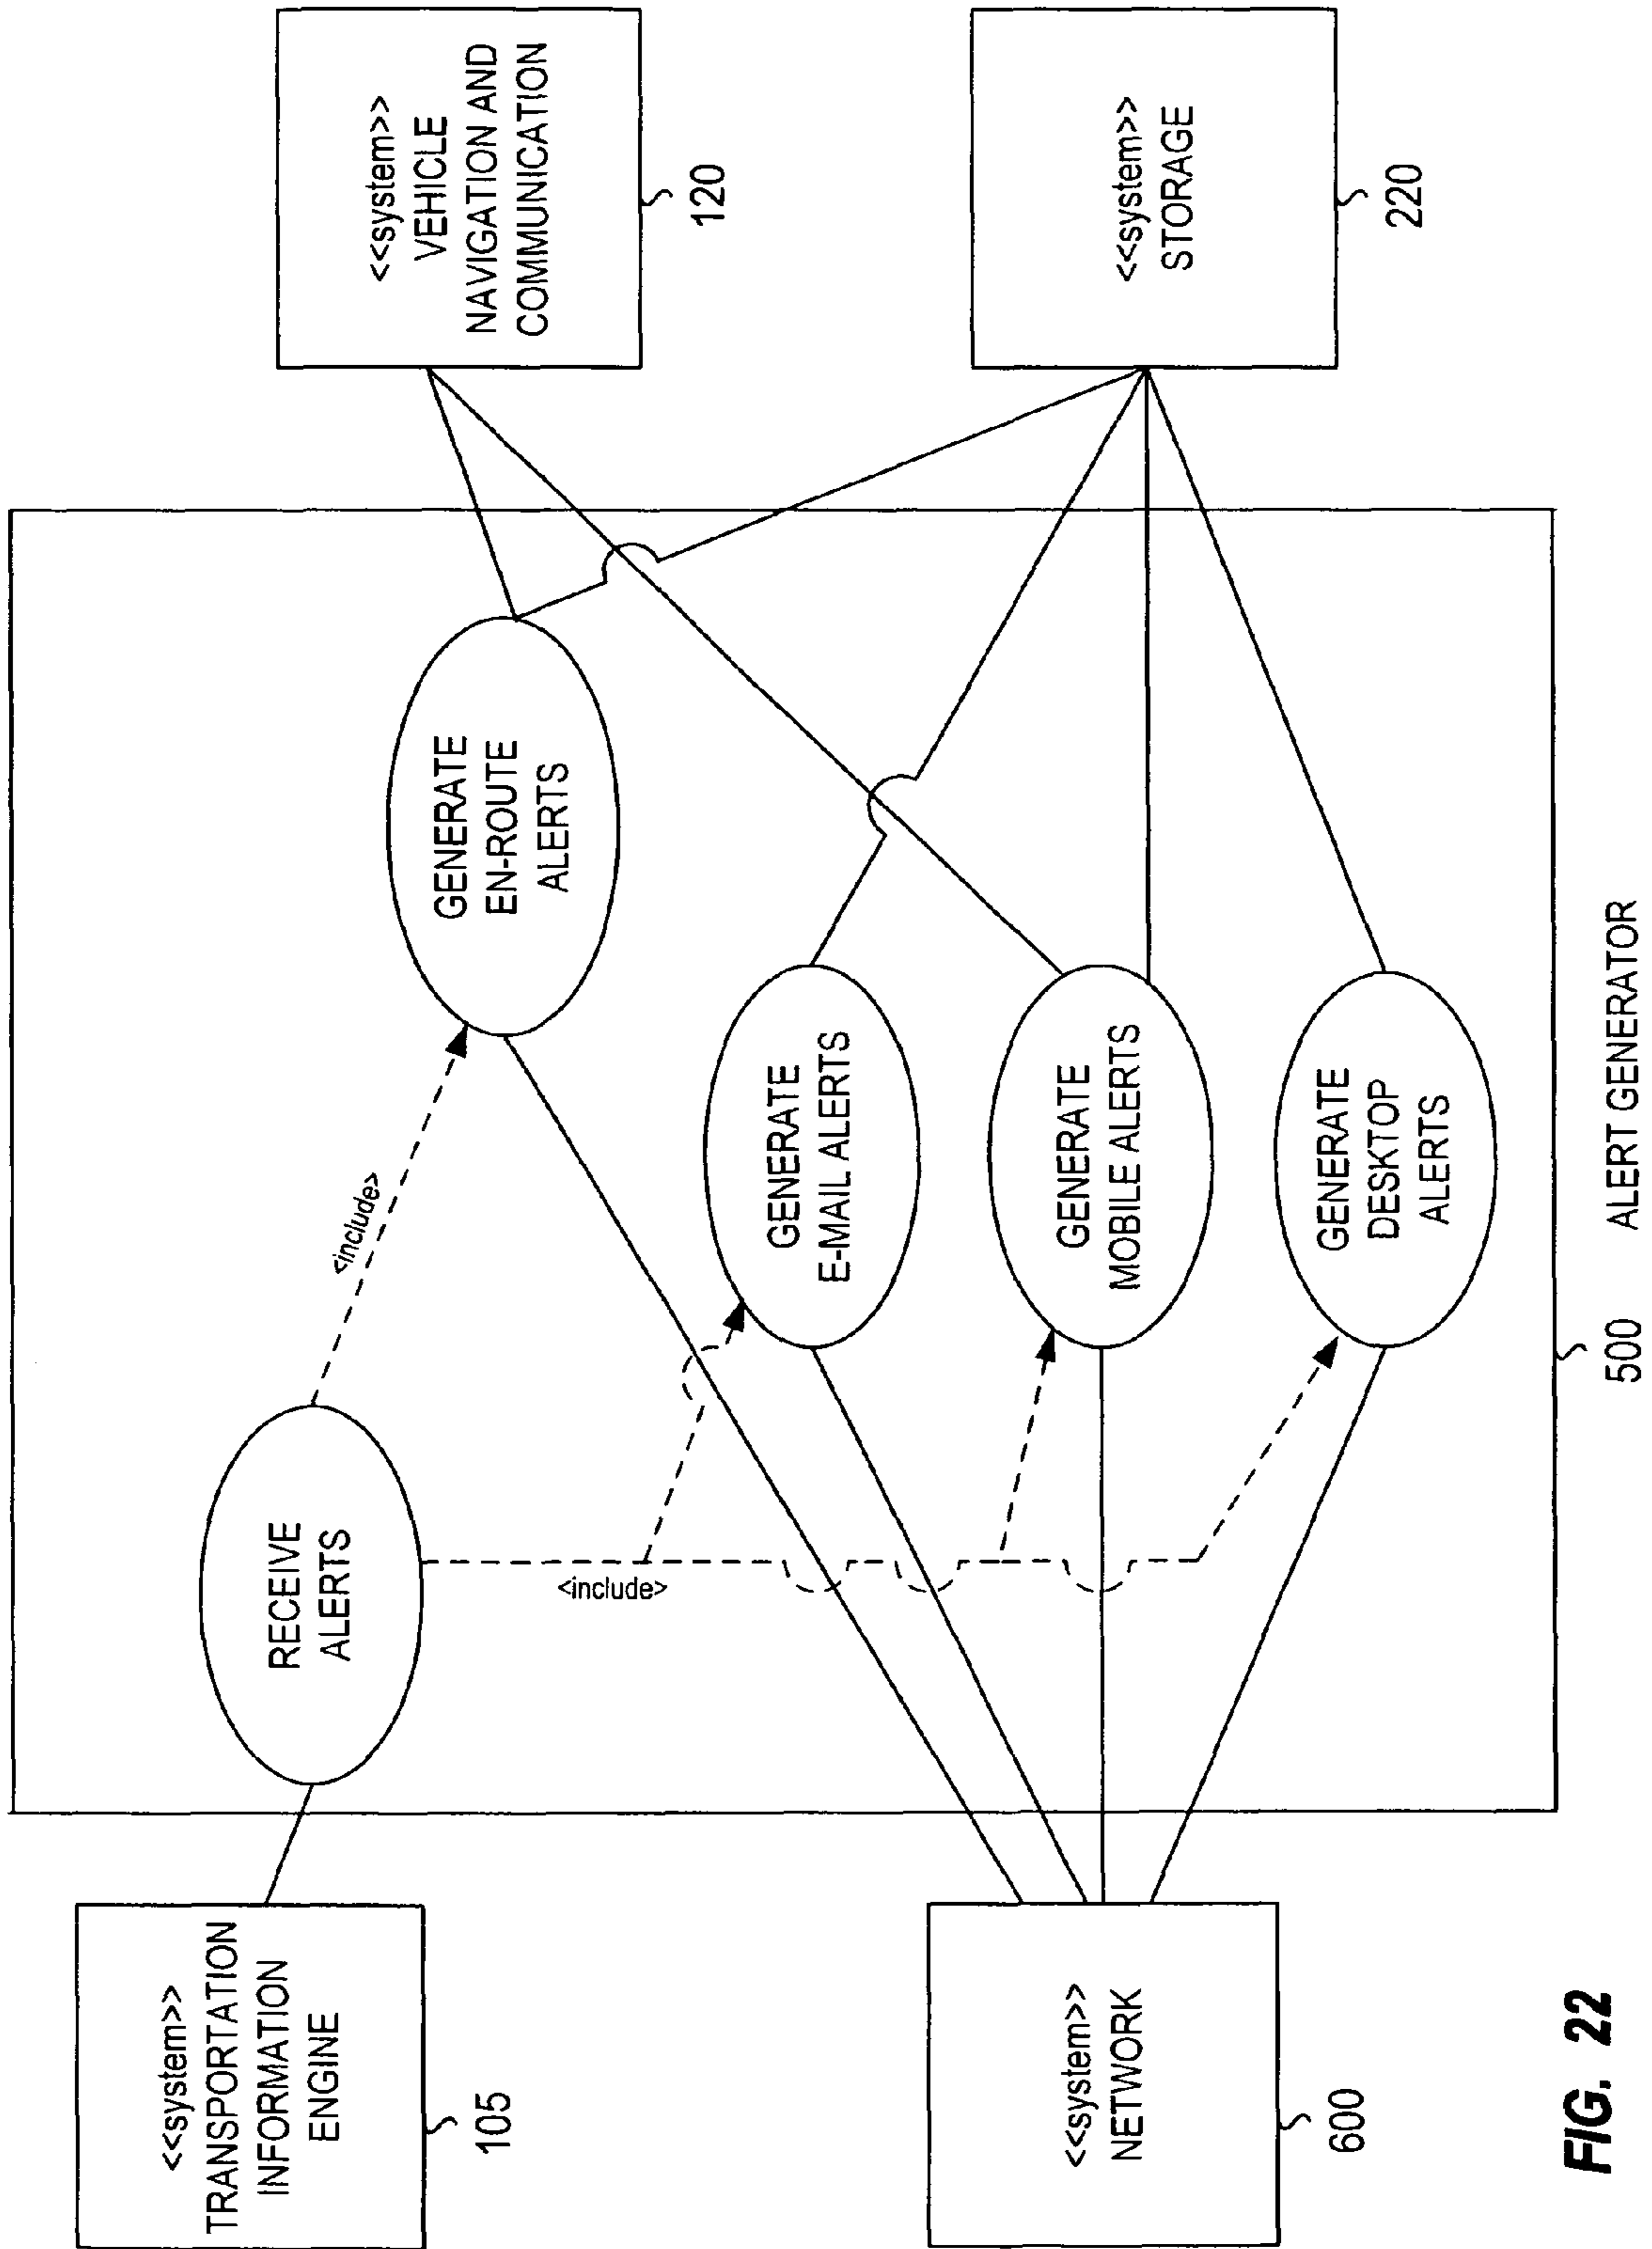 <<system>>
TRANSPORTATION
INFORMATION
ENGINE
105
<<system>>
NETWORK
600
RECEIVE
ALERTS
<include>
<include>
GENERATE
EN-ROUTE
ALERTS
GENERATE
E-MAIL ALERTS
GENERATE
MOBILE ALERTS
GENERATE
DESKTOP
ALERTS
<<system>>
VEHICLE
NAVIGATION AND
COMMUNICATION
120
<<system>>
STORAGE
220
500
ALERT GENERATOR
FIG. 22